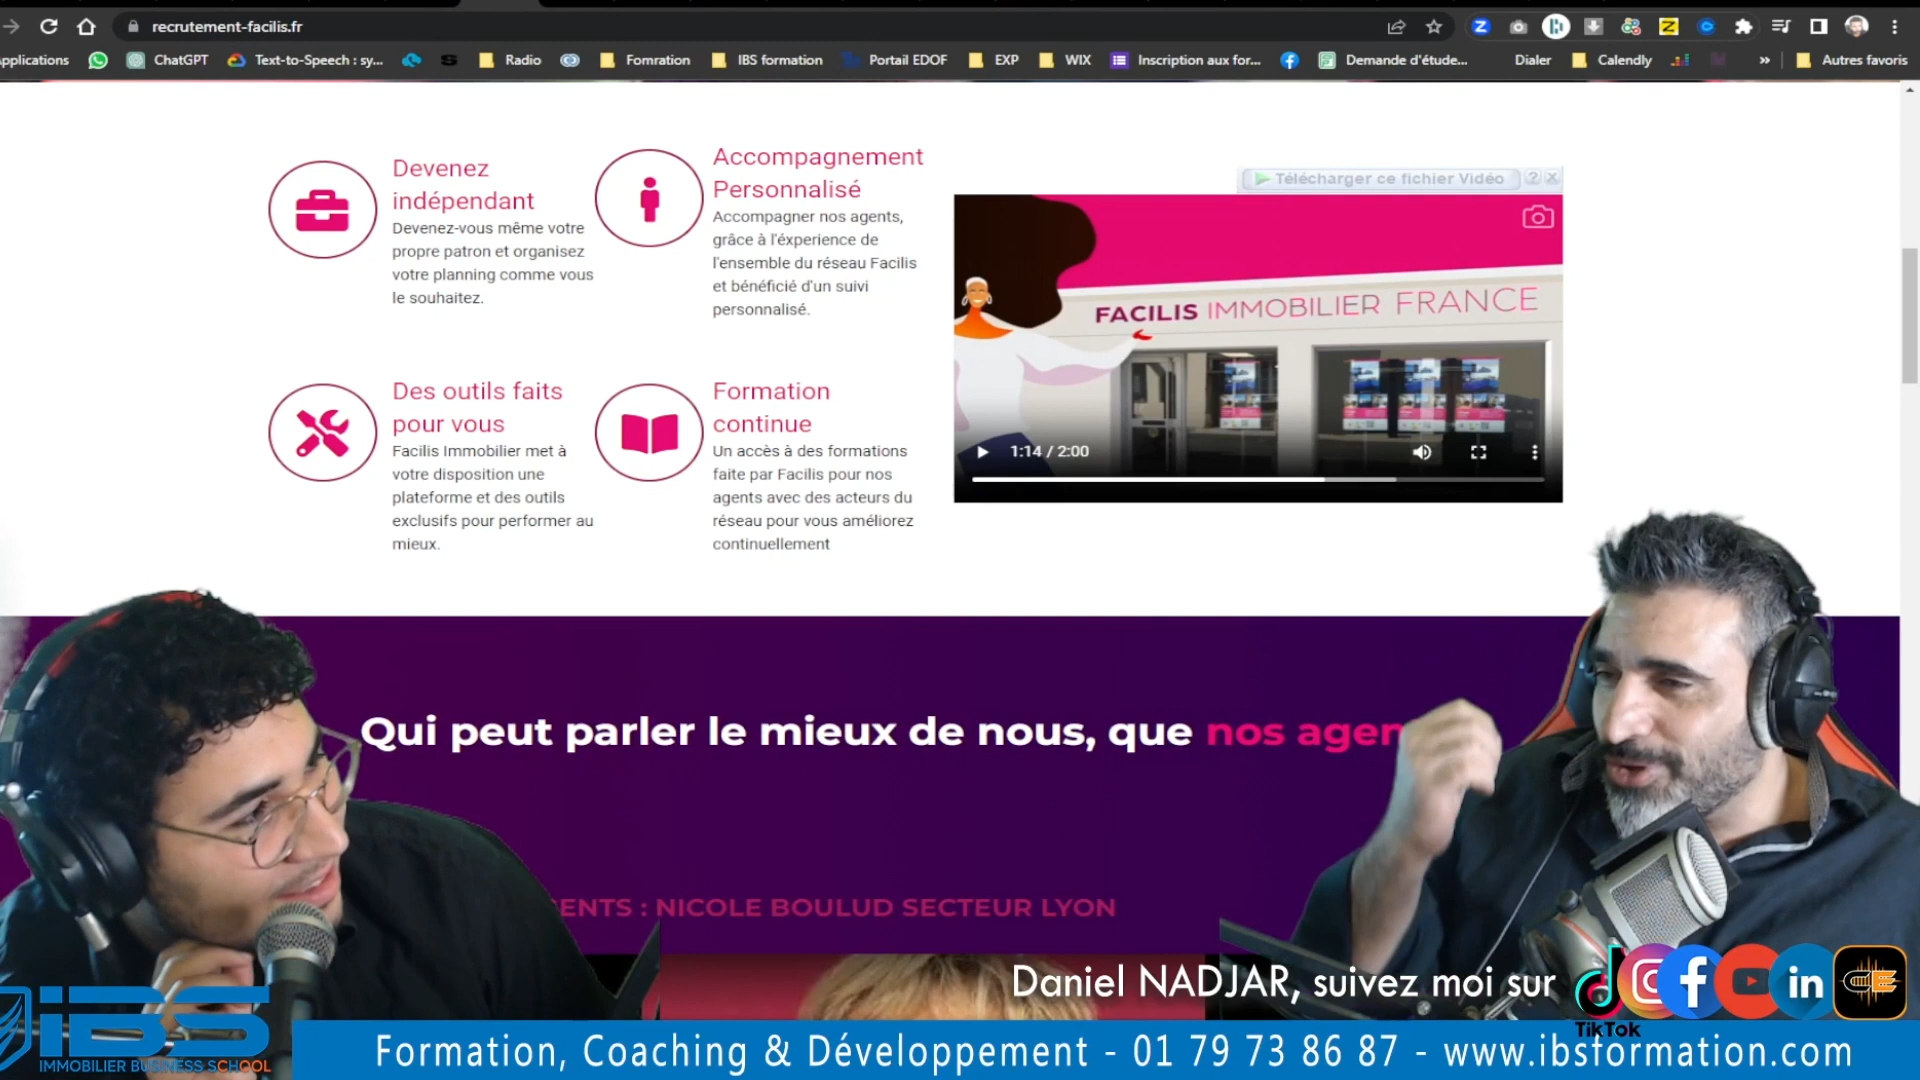 recrutement-facilis.fr
pplications
ChatGPT
Text-to-Speech : sy...
Radio
Fomration
IBS formation
Portail EDOF
EXP
WIX
Inscription aux for...
Demande d'étude...
Dialer
Calendly
»
Autres favoris
Devenez
indépendant
Devenez-vous même votre
propre patron et organisez
votre planning comme vous
le souhaitez.
Accompagnement
Personnalisé
Accompagner nos agents,
grâce à l'éxperience de
l'ensemble du réseau Facilis
et bénéficié d'un suivi
personnalisé.
Des outils faits
pour vous
Facilis Immobilier met à
votre disposition une
plateforme et des outils
exclusifs pour performer au
mieux.
Formation
continue
Un accès à des formations
faite par Facilis pour nos
agents avec des acteurs du
réseau pour vous améliorez
continuellement
Télécharger ce fichier Vidéo ? X
FACILIS IMMOBILIER FRANCE
1:14 / 2:00
Qui peut parler le mieux de nous, que nos agen
ENTS : NICOLE BOULUD SECTEUR LYON
Daniel NADJAR, suivez moi sur
TikTok
in
CE
iBS
IMMOBILIER BUSINESS SCHOOL
Formation, Coaching & Développement - 01 79 73 86 87 - www.ibsformation.com